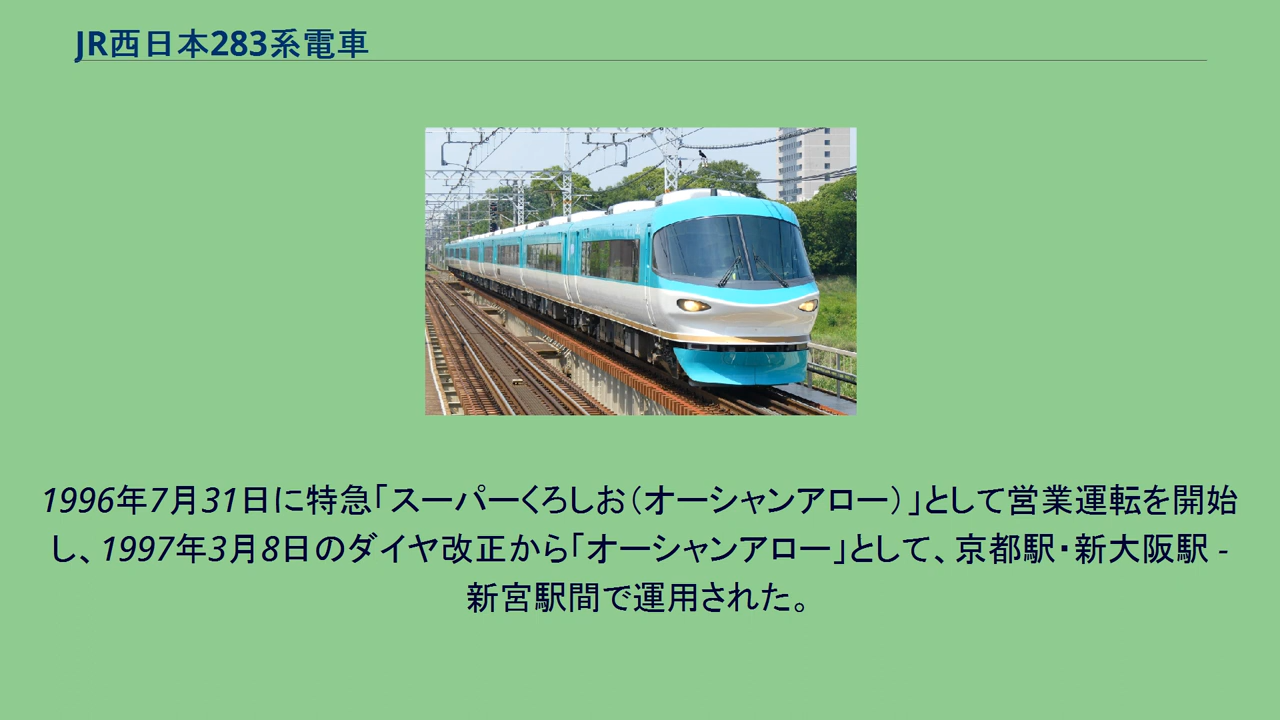 JR西日本283系電車
1996年7月31日に特急「スーパーくろしお（オーシャンアロー）」として営業運転を開始
し、1997年3月8日のダイヤ改正から「オーシャンアロー」として、京都駅・新大阪駅 -
新宮駅間で運用された。